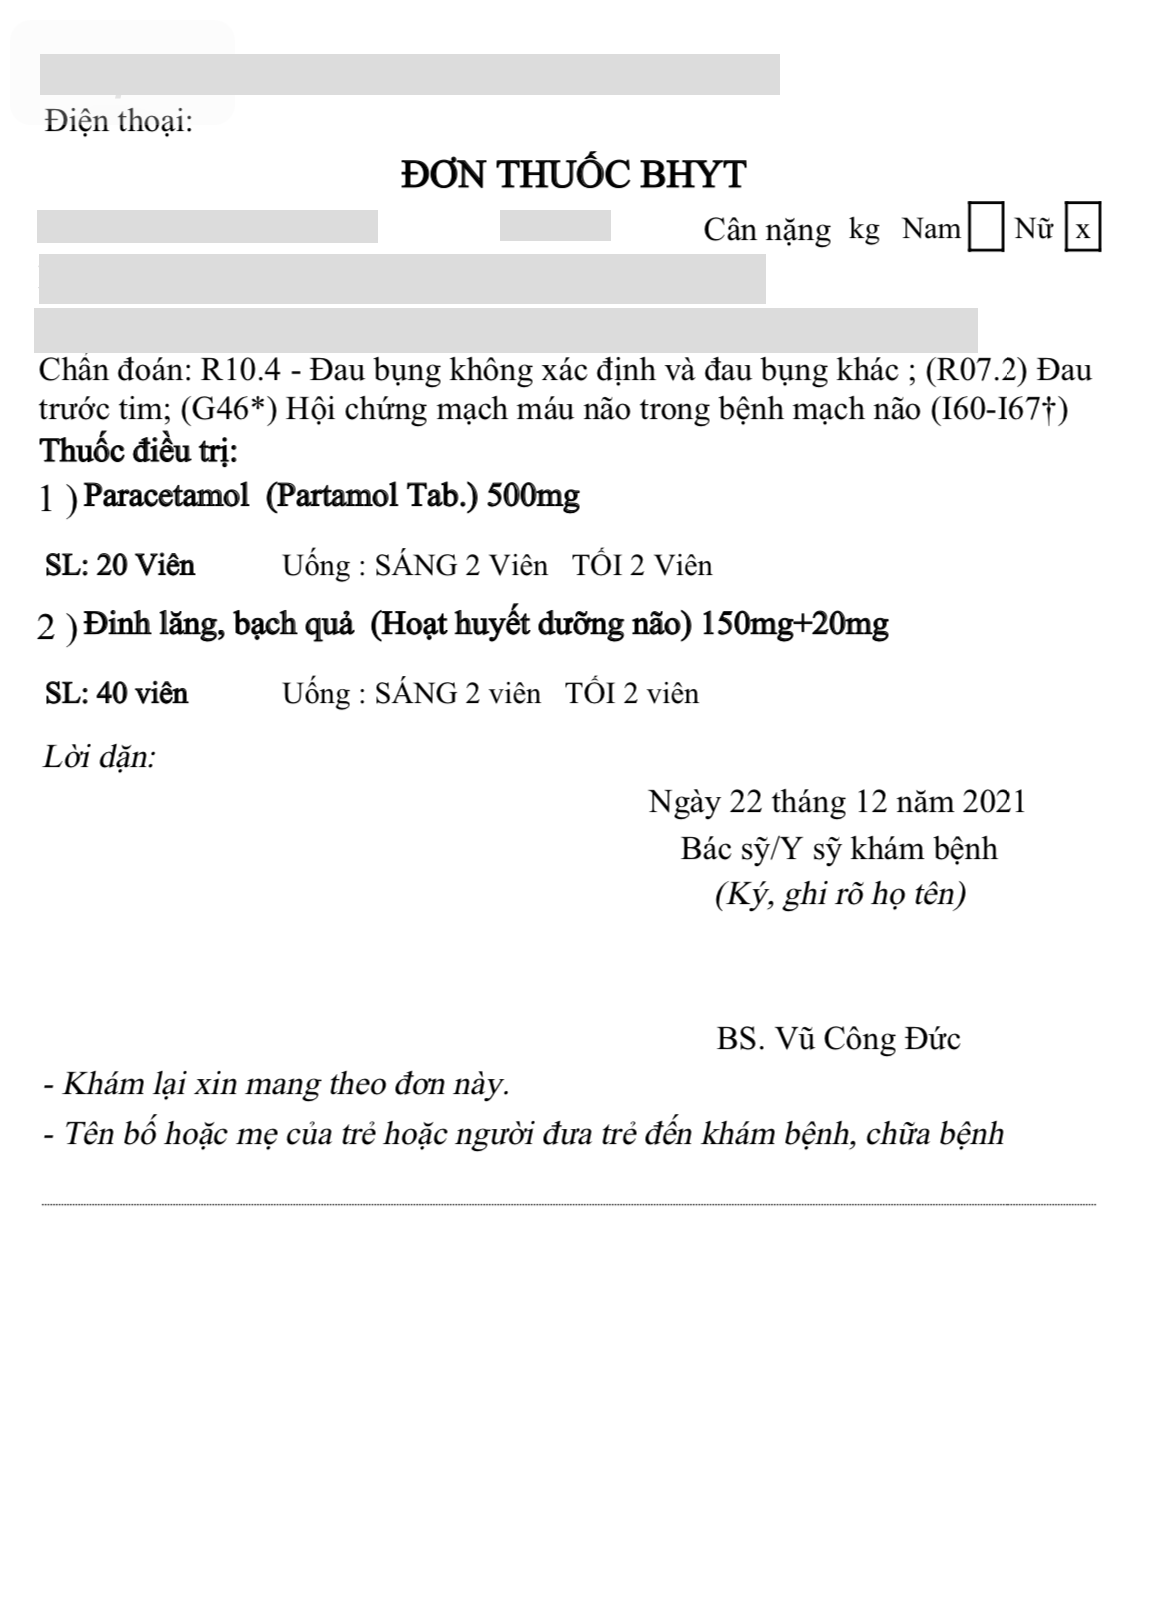 Điện thoại:
ĐƠN THUỐC BHYT
Cân nặng kg Nam Nữ x
Chẩn đoán: R10.4 - Đau bụng không xác định và đau bụng khác ; (R07.2) Đau
trước tim; (G46*) Hội chứng mạch máu não trong bệnh mạch não (I60-I67†)
Thuốc điều trị:
1 ) Paracetamol (Partamol Tab.) 500mg
SL: 20 Viên Uống : SÁNG 2 Viên TỐI 2 Viên
2 ) Đinh lăng, bạch quả (Hoạt huyết dưỡng não) 150mg+20mg
SL: 40 viên Uống : SÁNG 2 viên TỐI 2 viên
Lời dặn:
Ngày 22 tháng 12 năm 2021
Bác sỹ/Y sỹ khám bệnh
(Ký, ghi rõ họ tên)
BS. Vũ Công Đức
- Khám lại xin mang theo đơn này.
- Tên bố hoặc mẹ của trẻ hoặc người đưa trẻ đến khám bệnh, chữa bệnh